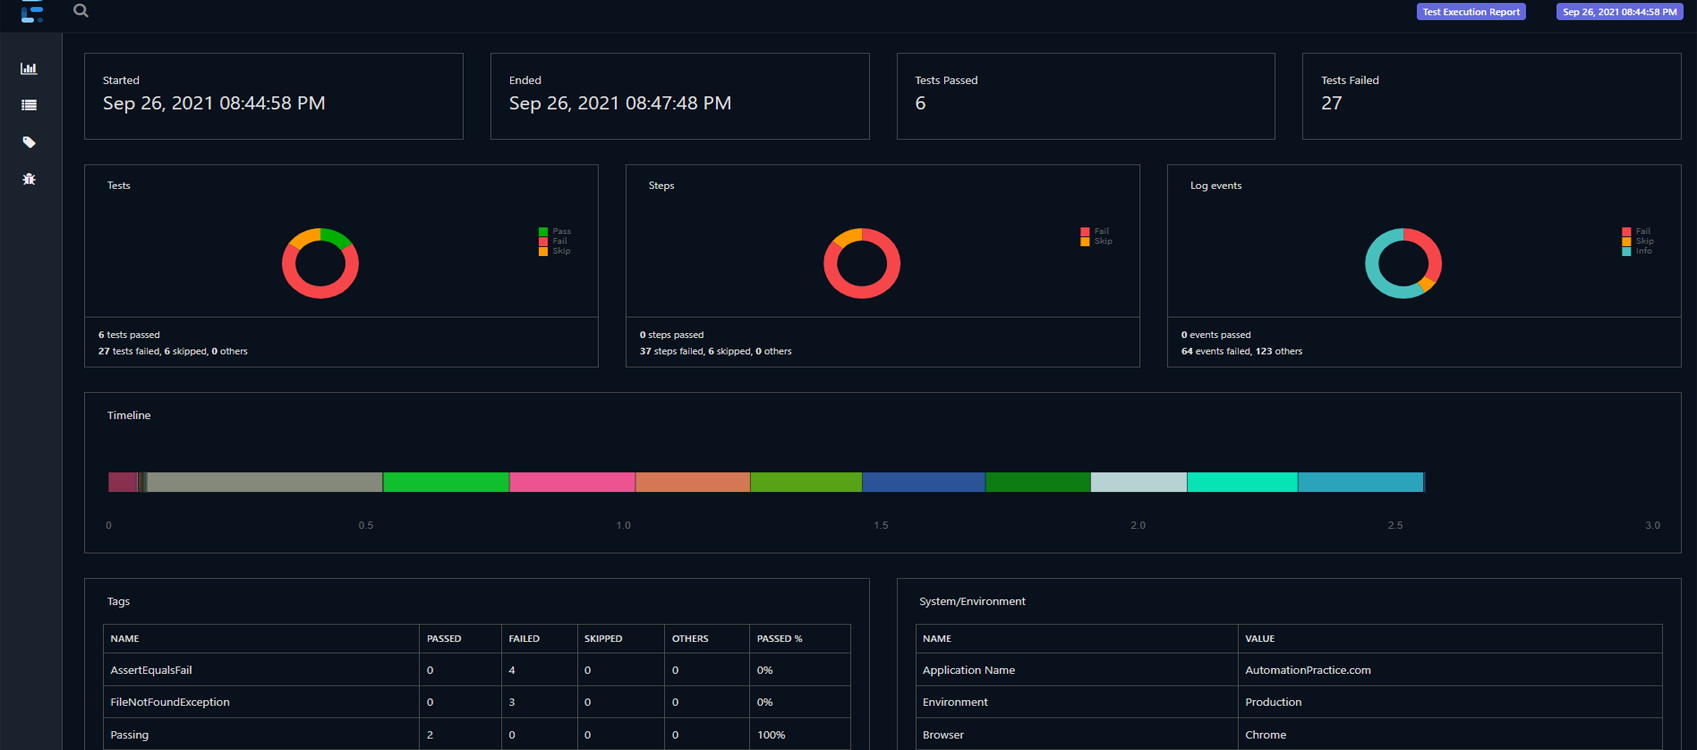 Test Execution Report
Sep 26, 2021 08:44:58 PM
Started
Sep 26, 2021 08:44:58 PM
Ended
Sep 26, 2021 08:47:48 PM
Tests Passed
6
Tests Failed
27
Tests
Pass
Fail
Skip
6 tests passed
27 tests failed, 6 skipped, 0 others
Steps
Fail
Skip
0 steps passed
37 steps failed, 6 skipped, 0 others
Log events
Fail
Skip
Info
0 events passed
64 events failed, 123 others
Timeline
0 0.5 1.0 1.5 2.0 2.5 3.0
Tags
NAME PASSED FAILED SKIPPED OTHERS PASSED %
AssertEqualsFail 0 4 0 0 0%
FileNotFoundException 0 3 0 0 0%
Passing 2 0 0 0 100%
System/Environment
NAME VALUE
Application Name AutomationPractice.com
Environment Production
Browser Chrome